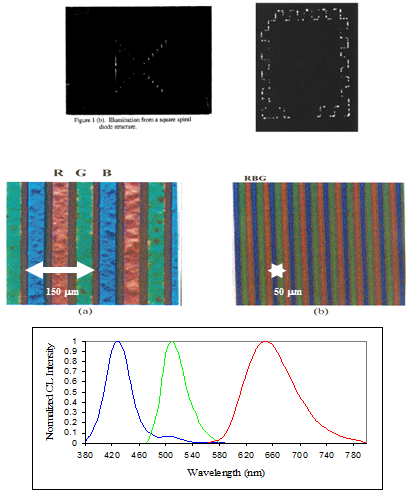 Figure 1 (b). Illumination from a square spiral
diode structure.
R G B
150 µm
(a)
RBG
50 µm
(b)
Normalized CL Intensity
1
0.9
0.8
0.7
0.6
0.5
0.4
0.3
0.2
0.1
0
380 420 460 500 540 580 620 660 700 740 780
Wavelength (nm)